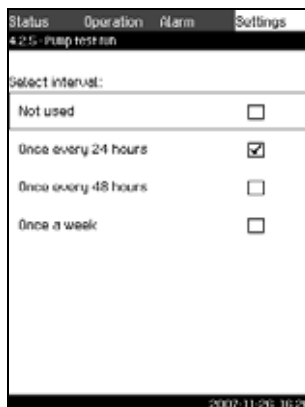 Status Operation Alarm Settings
4.2.5 - Pump test run
Select interval:
Not used
Once every 24 hours
Once every 48 hours
Once a week
2007-11-26 16:29